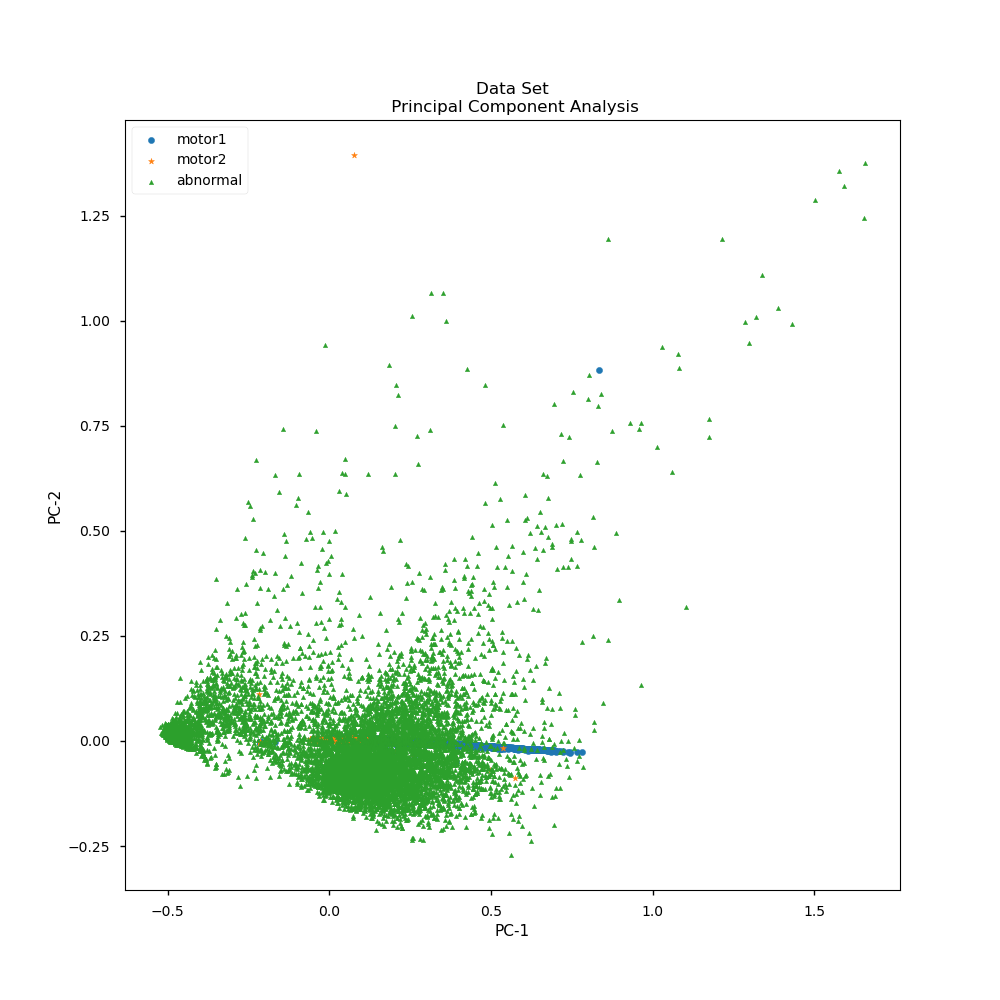 Data Set
Principal Component Analysis
motor1
motor2
abnormal
1.25
1.00
0.75
0.50
0.25
0.00
−0.25
PC-2
−0.5
0.0
0.5
1.0
1.5
PC-1